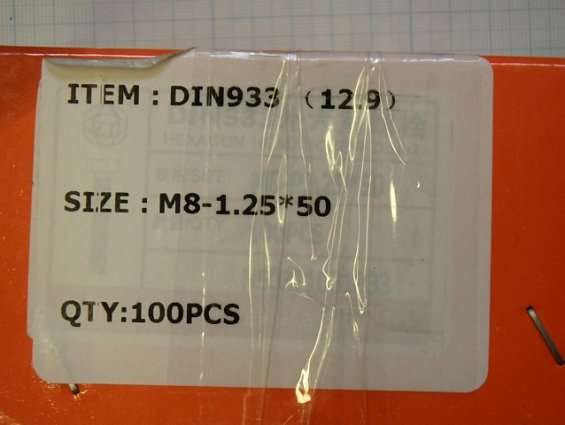 ITEM : DIN933 （12.9）
SIZE : M8-1.25*50
QTY:100PCS